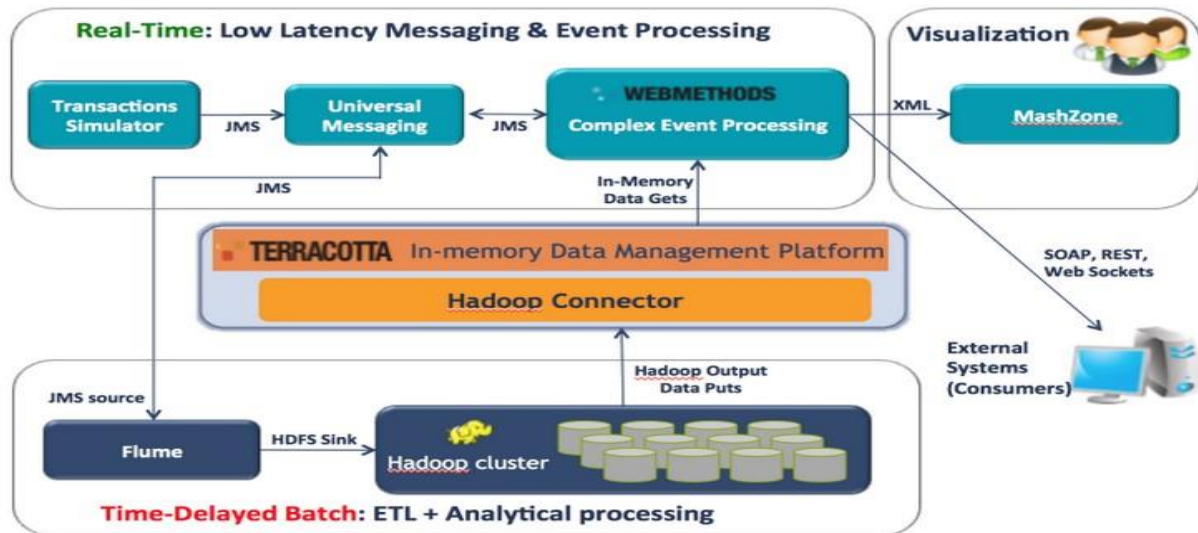 Real-Time: Low Latency Messaging & Event Processing
Visualization
Transactions
Simulator
JMS
Universal
Messaging
JMS
WEBMETHODS
Complex Event Processing
XML
MashZone
JMS
In-Memory
Data Gets
TERRACOTTA In-memory Data Management Platform
Hadoop Connector
SOAP, REST,
Web Sockets
External
Systems
(Consumers)
Hadoop Output
Data Puts
JMS source
Flume
HDFS Sink
Hadoop cluster
Time-Delayed Batch: ETL + Analytical processing